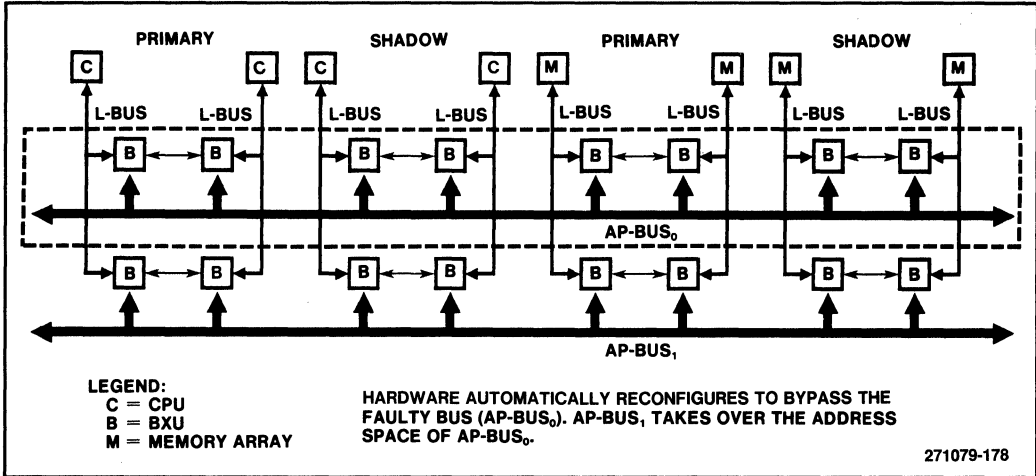 PRIMARY SHADOW PRIMARY SHADOW
C C C C M M M M
L-BUS L-BUS L-BUS L-BUS L-BUS L-BUS L-BUS L-BUS
B B B B B B B B
AP-BUS₀
B B B B B B B B
AP-BUS₁
LEGEND:
C = CPU
B = BXU
M = MEMORY ARRAY
HARDWARE AUTOMATICALLY RECONFIGURES TO BYPASS THE
FAULTY BUS (AP-BUS₀). AP-BUS₁ TAKES OVER THE ADDRESS
SPACE OF AP-BUS₀.
271079-178